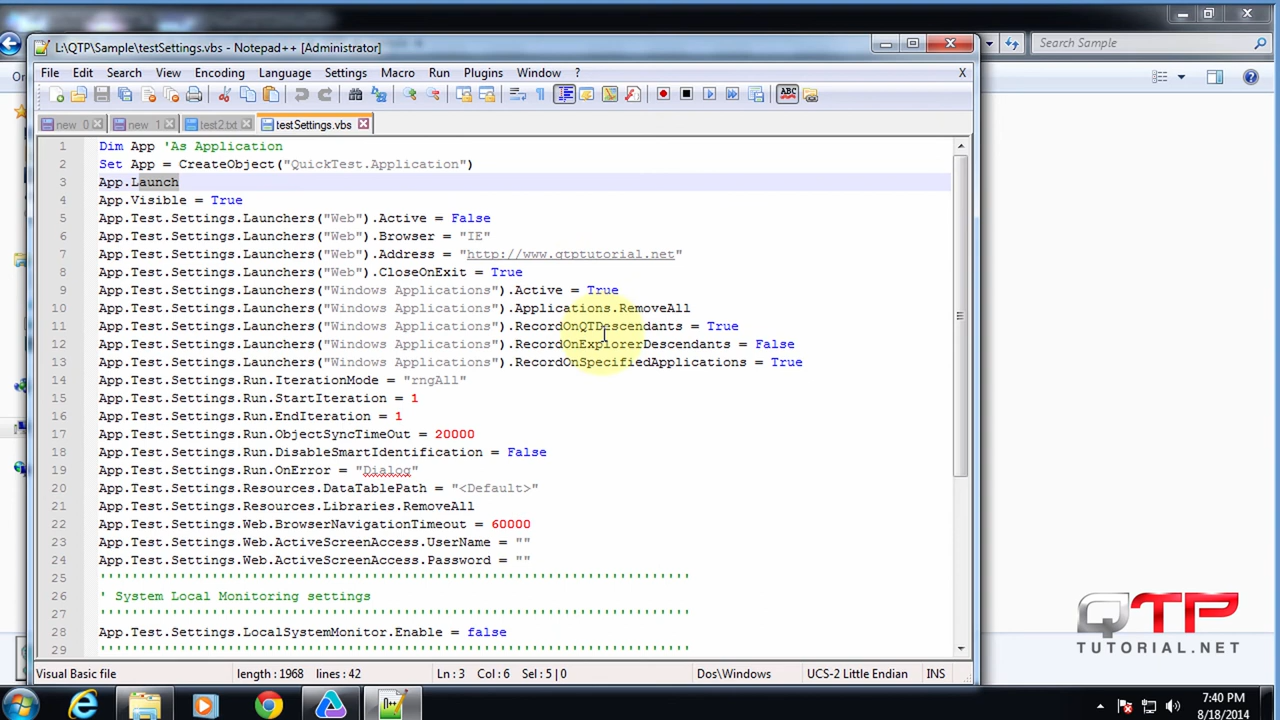 L:\QTP\Sample\testSettings.vbs - Notepad++ [Administrator]
Search Sample
File Edit Search View Encoding Language Settings Macro Run Plugins Window ? X
new 0 new 1 test2.txt testSettings.vbs
1 Dim App 'As Application
2 Set App = CreateObject("QuickTest.Application")
3 App.Launch
4 App.Visible = True
5 App.Test.Settings.Launchers("Web").Active = False
6 App.Test.Settings.Launchers("Web").Browser = "IE"
7 App.Test.Settings.Launchers("Web").Address = "http://www.qtptutorial.net"
8 App.Test.Settings.Launchers("Web").CloseOnExit = True
9 App.Test.Settings.Launchers("Windows Applications").Active = True
10 App.Test.Settings.Launchers("Windows Applications").Applications.RemoveAll
11 App.Test.Settings.Launchers("Windows Applications").RecordOnQTDescendants = True
12 App.Test.Settings.Launchers("Windows Applications").RecordOnExplorerDescendants = False
13 App.Test.Settings.Launchers("Windows Applications").RecordOnSpecifiedApplications = True
14 App.Test.Settings.Run.IterationMode = "rngAll"
15 App.Test.Settings.Run.StartIteration = 1
16 App.Test.Settings.Run.EndIteration = 1
17 App.Test.Settings.Run.ObjectSyncTimeOut = 20000
18 App.Test.Settings.Run.DisableSmartIdentification = False
19 App.Test.Settings.Run.OnError = "Dialog"
20 App.Test.Settings.Resources.DataTablePath = "<Default>"
21 App.Test.Settings.Resources.Libraries.RemoveAll
22 App.Test.Settings.Web.BrowserNavigationTimeout = 60000
23 App.Test.Settings.Web.ActiveScreenAccess.UserName = ""
24 App.Test.Settings.Web.ActiveScreenAccess.Password = ""
25 ''''''''''''''''''''''''''''''''''''''''''''''''''''''''''''''''''''''''''
26 ' System Local Monitoring settings
27 ''''''''''''''''''''''''''''''''''''''''''''''''''''''''''''''''''''''''''
28 App.Test.Settings.LocalSystemMonitor.Enable = false
29 ''''''''''''''''''''''''''''''''''''''''''''''''''''''''''''''''''''''''''
QTP
TUTORIAL.NET
Visual Basic file length : 1968 lines : 42 Ln : 3 Col : 6 Sel : 5 | 0 Dos\Windows UCS-2 Little Endian INS
7:40 PM
8/18/2014